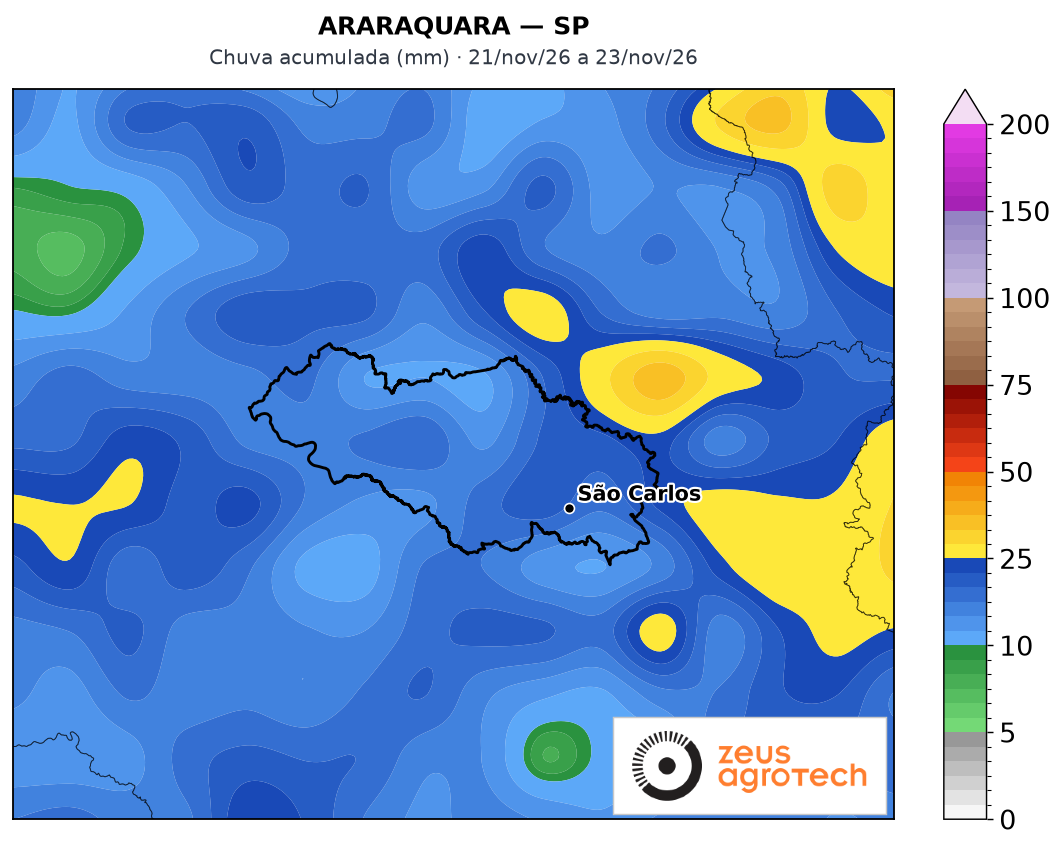 ARARAQUARA — SP
Chuva acumulada (mm) · 21/nov/26 a 23/nov/26
200
150
100
75
50
25
10
5
0
São Carlos
zeus
agrotech